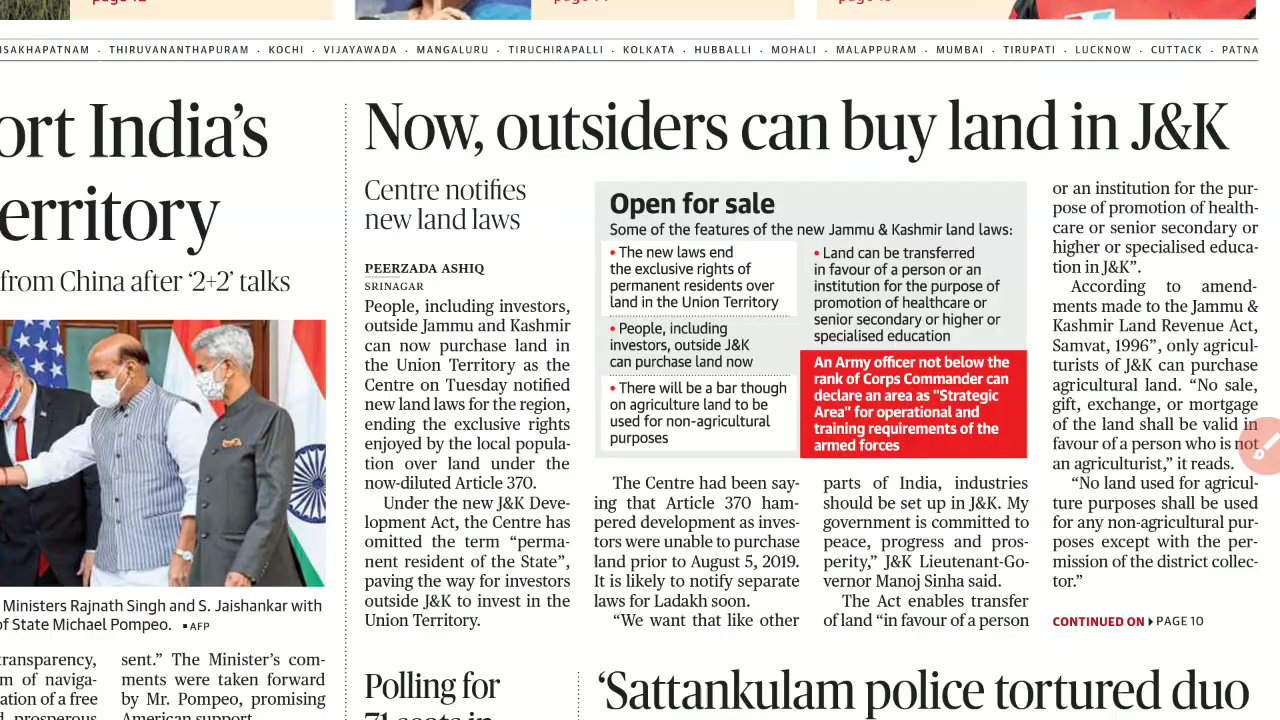 ISAKHAPATNAM · THIRUVANANTHAPURAM · KOCHI · VIJAYAWADA · MANGALURU · TIRUCHIRAPALLI · KOLKATA · HUBBALLI · MOHALI · MALAPPURAM · MUMBAI · TIRUPATI · LUCKNOW · CUTTACK · PATNA
ort India's
erritory
from China after '2+2' talks
Ministers Rajnath Singh and S. Jaishankar with
of State Michael Pompeo. ▪ AFP
transparency,
m of naviga-
ation of a free
prosperous
sent." The Minister's com-
ments were taken forward
by Mr. Pompeo, promising
American support.
Now, outsiders can buy land in J&K
Centre notifies
new land laws
PEERZADA ASHIQ
SRINAGAR
People, including investors,
outside Jammu and Kashmir
can now purchase land in
the Union Territory as the
Centre on Tuesday notified
new land laws for the region,
ending the exclusive rights
enjoyed by the local popula-
tion over land under the
now-diluted Article 370.
Under the new J&K Deve-
lopment Act, the Centre has
omitted the term "perma-
nent resident of the State",
paving the way for investors
outside J&K to invest in the
Union Territory.
Open for sale
Some of the features of the new Jammu & Kashmir land laws:
• The new laws end
the exclusive rights of
permanent residents over
land in the Union Territory
• People, including
investors, outside J&K
can purchase land now
• There will be a bar though
on agriculture land to be
used for non-agricultural
purposes
• Land can be transferred
in favour of a person or an
institution for the purpose of
promotion of healthcare or
senior secondary or higher or
specialised education
An Army officer not below the
rank of Corps Commander can
declare an area as "Strategic
Area" for operational and
training requirements of the
armed forces
The Centre had been say-
ing that Article 370 ham-
pered development as inves-
tors were unable to purchase
land prior to August 5, 2019.
It is likely to notify separate
laws for Ladakh soon.
"We want that like other
parts of India, industries
should be set up in J&K. My
government is committed to
peace, progress and pros-
perity," J&K Lieutenant-Go-
vernor Manoj Sinha said.
The Act enables transfer
of land "in favour of a person
or an institution for the pur-
pose of promotion of health-
care or senior secondary or
higher or specialised educa-
tion in J&K".
According to amend-
ments made to the Jammu &
Kashmir Land Revenue Act,
Samvat, 1996", only agricul-
turists of J&K can purchase
agricultural land. "No sale,
gift, exchange, or mortgage
of the land shall be valid in
favour of a person who is not
an agriculturist," it reads.
"No land used for agricul-
ture purposes shall be used
for any non-agricultural pur-
poses except with the per-
mission of the district collec-
tor."
CONTINUED ON ▸ PAGE 10
Polling for
71 seats in
'Sattankulam police tortured duo